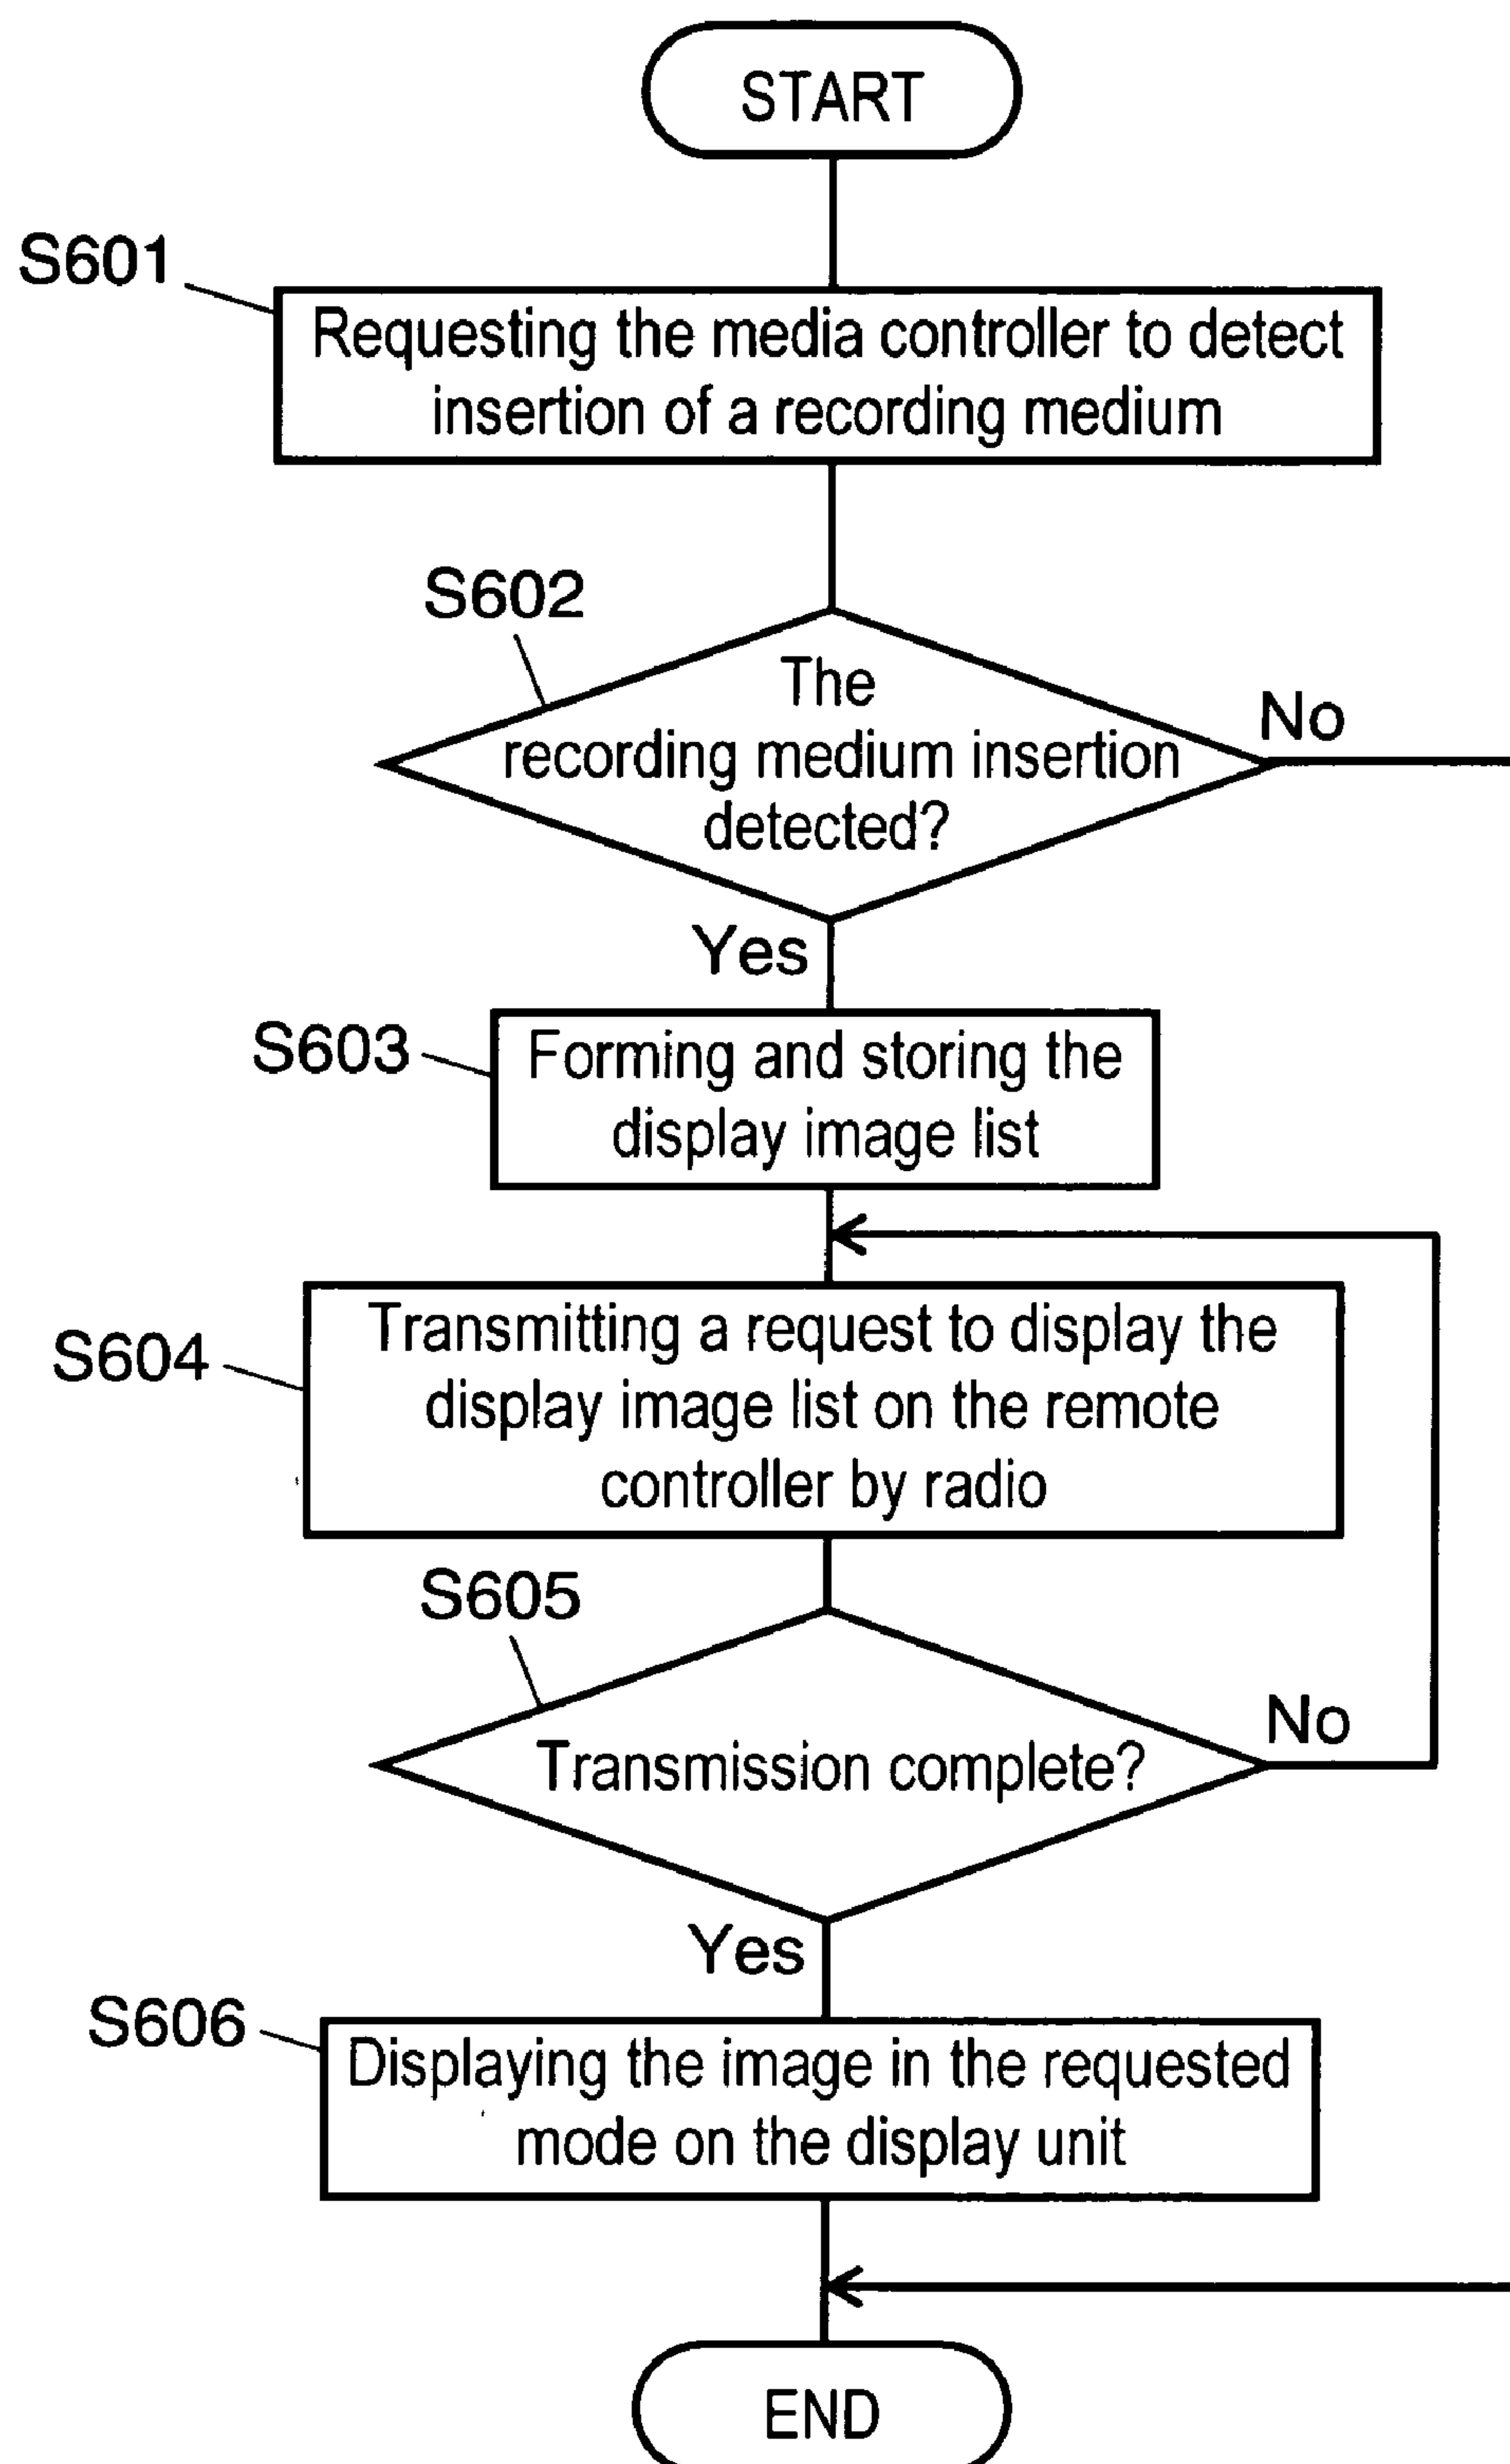 START
S601
Requesting the media controller to detect
insertion of a recording medium
S602
The
recording medium insertion
detected?
No
Yes
S603
Forming and storing the
display image list
S604
Transmitting a request to display the
display image list on the remote
controller by radio
S605
Transmission complete?
No
Yes
S606
Displaying the image in the requested
mode on the display unit
END